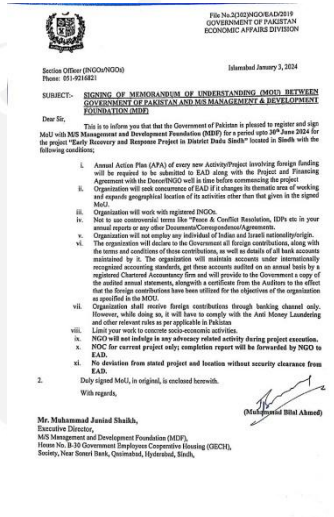 File No.2(302)NGO/EAD/2019
GOVERNMENT OF PAKISTAN
ECONOMIC AFFAIRS DIVISION
Section Officer (INGOs/NGOs)
Phone: 051-9216821
Islamabad January 3, 2024
SUBJECT:- SIGNING OF MEMORANDUM OF UNDERSTANDING (MOU) BETWEEN
GOVERNMENT OF PAKISTAN AND M/S MANAGEMENT & DEVELOPMENT
FOUNDATION (MDF)
Dear Sir,
This is to inform you that that the Government of Pakistan is pleased to register and sign
MoU with M/S Management and Development Foundation (MDF) for a period upto 30th June 2024 for
the project "Early Recovery and Response Project in District Dadu Sindh" located in Sindh with the
following conditions;
i. Annual Action Plan (APA) of every new Activity/Project involving foreign funding
will be required to be submitted to EAD along with the Project and Financing
Agreement with the Donor/INGO well in time before commencing the project
ii. Organization will seek concurrence of EAD if it changes its thematic area of working
and expands geographical location of its activities other than that given in the signed
MoU.
iii. Organization will work with registered INGOs.
iv. Not to use controversial terms like "Peace & Conflict Resolution, IDPs etc in your
annual reports or any other Documents/Correspondence/Agreements.
v. Organization will not employ any individual of Indian and Israeli nationality/origin.
vi. The organization will declare to the Government all foreign contributions, along with
the terms and conditions of those contributions, as well as details of all bank accounts
maintained by it. The organization will maintain accounts under internationally
recognized accounting standards, get these accounts audited on an annual basis by a
registered Chartered Accountancy firm and will provide to the Government a copy of
the audited annual statements, alongwith a certificate from the Auditors to the effect
that the foreign contributions have been utilized for the objectives of the organization
as specified in the MOU.
vii. Organization shall receive foreign contributions through banking channel only.
However, while doing so, it will have to comply with the Anti Money Laundering
and other relevant rules as per applicable in Pakistan
viii. Limit your work to concrete socio-economic activities.
ix. NGO will not indulge in any advocacy related activity during project execution.
x. NOC for current project only; completion report will be forwarded by NGO to
EAD.
xi. No deviation from stated project and location without security clearance from
EAD.
2. Duly signed MoU, in original, is enclosed herewith.
With regards,
(Muhammad Bilal Ahmed)
Mr. Muhammad Juniad Shaikh,
Executive Director,
M/S Management and Development Foundation (MDF),
House No. B-30 Government Employees Cooperative Housing (GECH),
Society, Near Sonari Bank, Qasimabad, Hyderabad, Sindh,